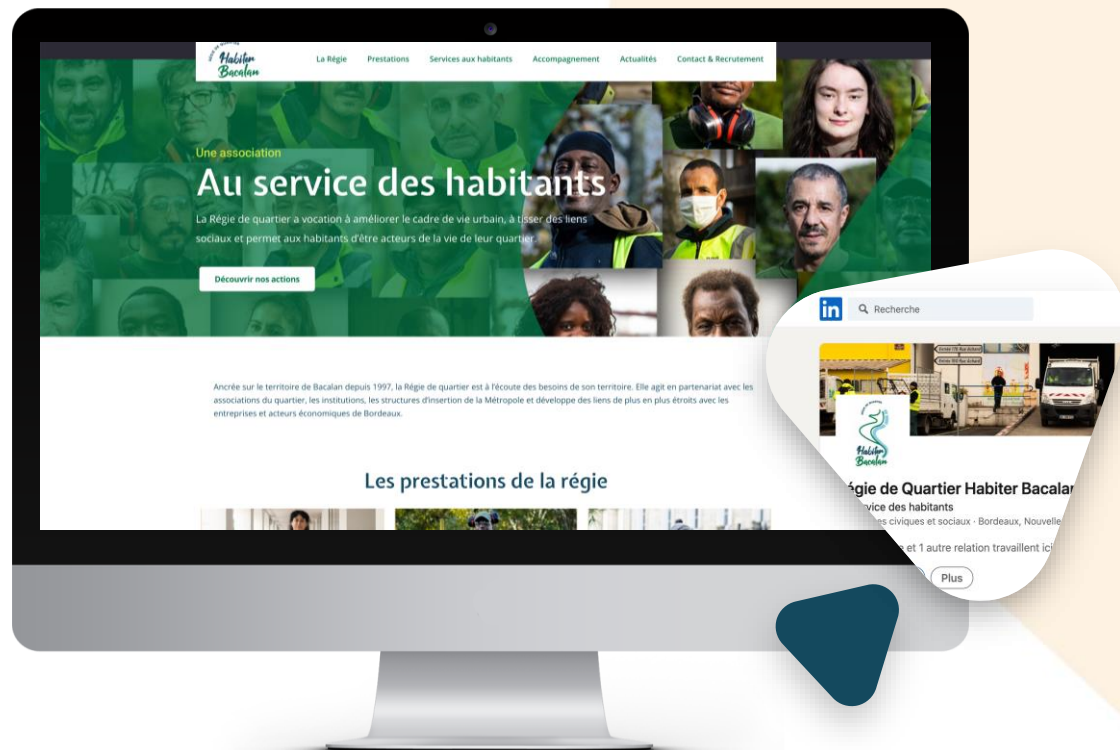 Habiter
Bacalan
La Régie Prestations Services aux habitants Accompagnement Actualités Contact & Recrutement
Une association
Au service des habitants
La Régie de quartier a vocation à améliorer le cadre de vie urbain, à tisser des liens
sociaux et permet aux habitants d'être acteurs de la vie de leur quartier.
Découvrir nos actions
Ancrée sur le territoire de Bacalan depuis 1997, la Régie de quartier est à l'écoute des besoins de son territoire. Elle agit en partenariat avec les
associations du quartier, les institutions, les structures d'insertion de la Métropole et développe des liens de plus en plus étroits avec les
entreprises et acteurs économiques de Bordeaux.
Les prestations de la régie
in Recherche
Habiter
Bacalan
égie de Quartier Habiter Bacalan
vice des habitants
es civiques et sociaux · Bordeaux, Nouvelle
et 1 autre relation travaillent ici
Plus